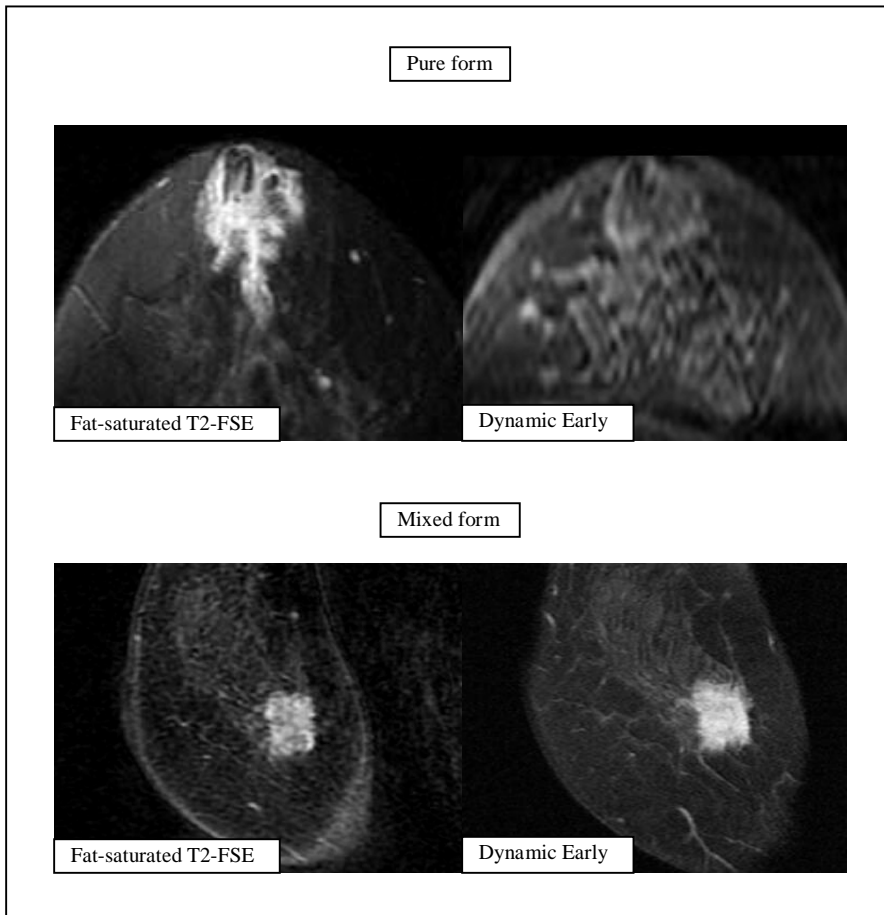 Pure form
Fat-saturated T2-FSE
Dynamic Early
Mixed form
Fat-saturated T2-FSE
Dynamic Early